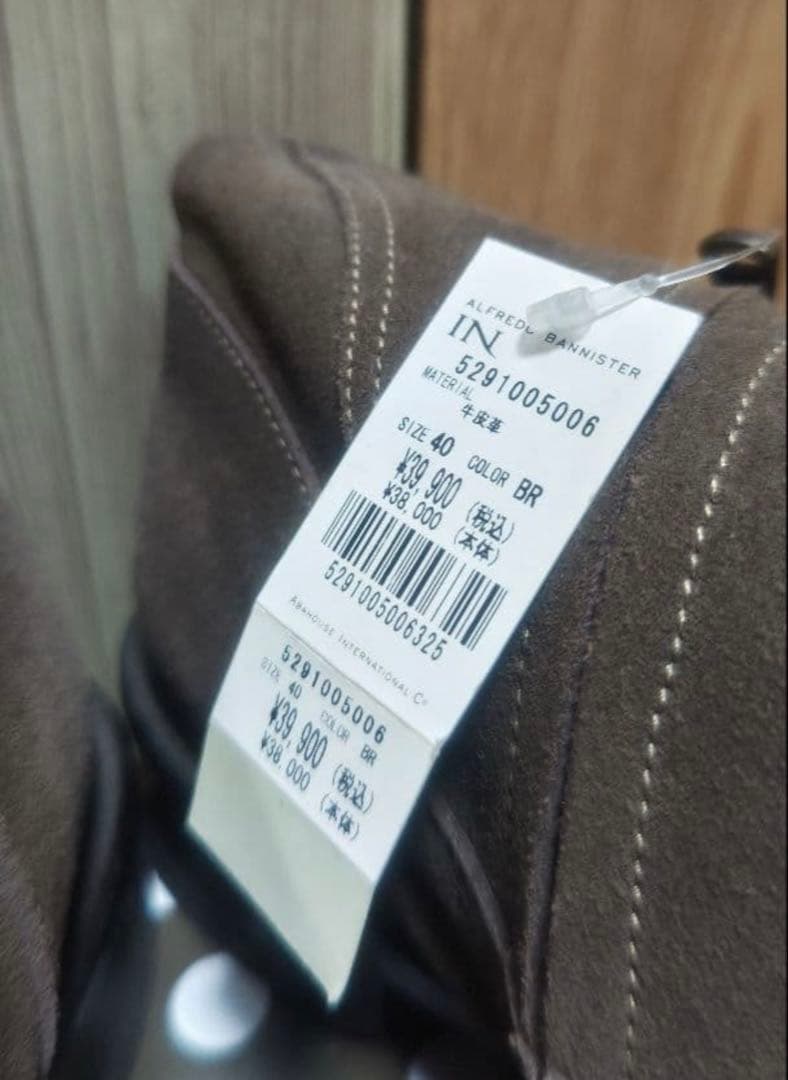 ALFREDO BANNISTER
IN
5291005006
MATERIAL
牛皮革
SIZE 40 COLOR BR
¥39,900 (税込)
¥38,000 (本体)
5291005006325
ABAHOUSE INTERNATIONAL Cº
5291005006
SIZE 40 COLOR BR
¥39,900 (税込)
¥38,000 (本体)